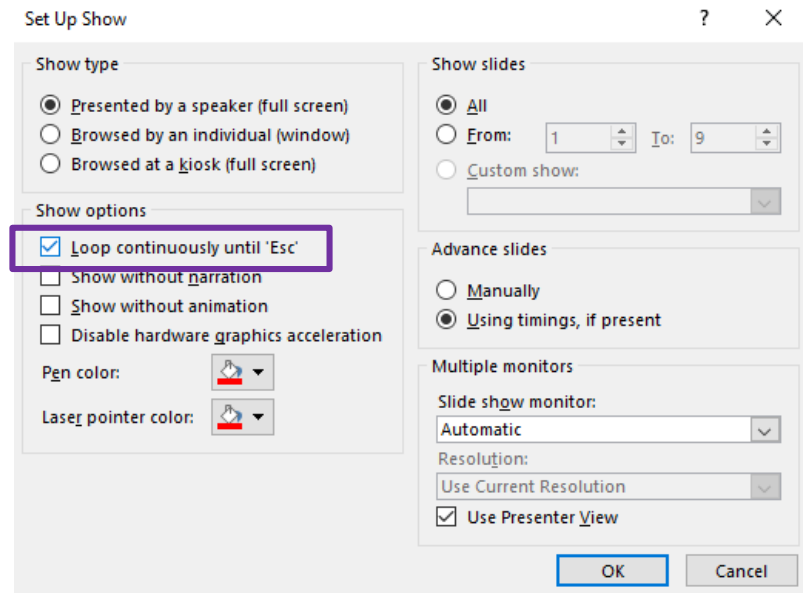 Set Up Show ? ×
Show type
Presented by a speaker (full screen)
Browsed by an individual (window)
Browsed at a kiosk (full screen)
Show options
Loop continuously until 'Esc'
Show without narration
Show without animation
Disable hardware graphics acceleration
Pen color:
Laser pointer color:
Show slides
All
From: 1 To: 9
Custom show:
Advance slides
Manually
Using timings, if present
Multiple monitors
Slide show monitor:
Automatic
Resolution:
Use Current Resolution
Use Presenter View
OK Cancel